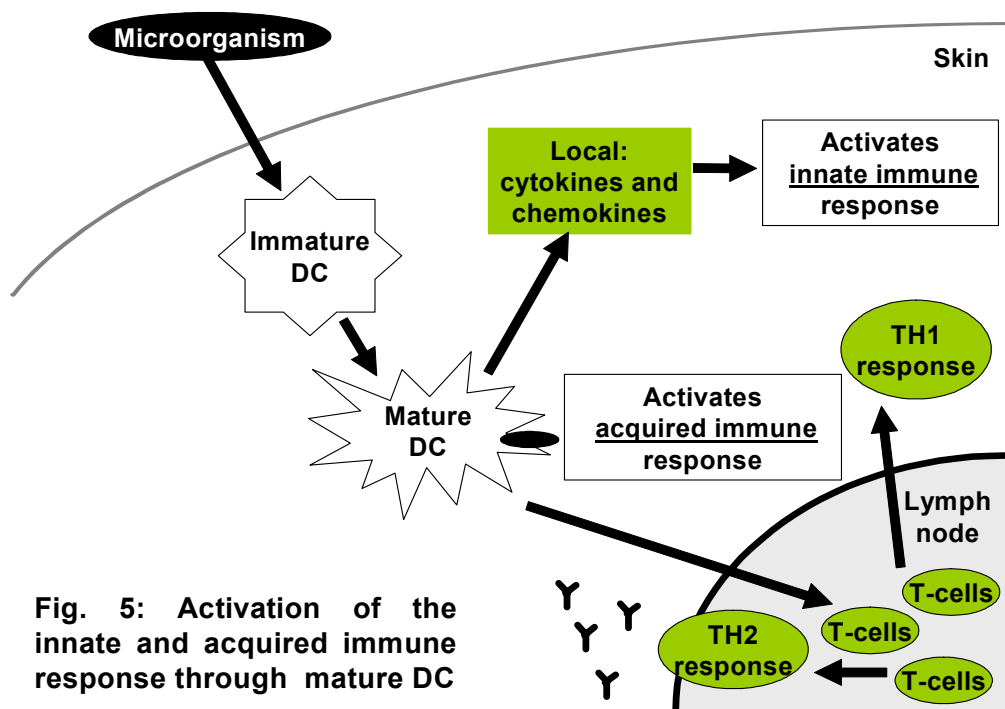 Microorganism
Skin
Local:
cytokines and
chemokines
Activates
innate immune
response
Immature
DC
TH1
response
Mature
DC
Activates
acquired immune
response
Lymph
node
T-cells
T-cells
T-cells
TH2
response
Fig. 5: Activation of the
innate and acquired immune
response through mature DC